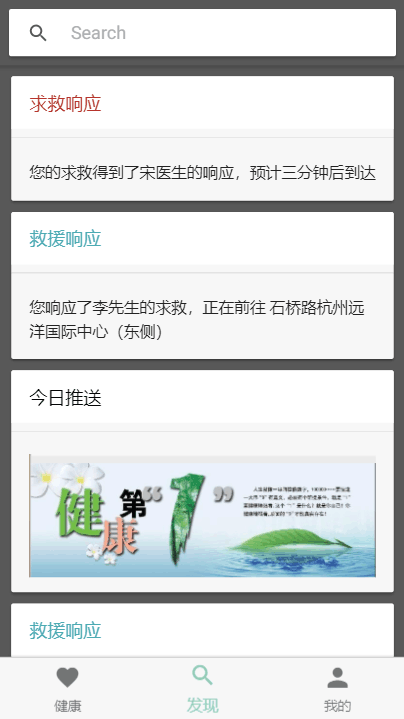 Search
求救响应
您的求救得到了宋医生的响应，预计三分钟后到达
救援响应
您响应了李先生的求救，正在前往 石桥路杭州远
洋国际中心（东侧）
今日推送
健康
第“1”
救援响应
健康
发现
我的